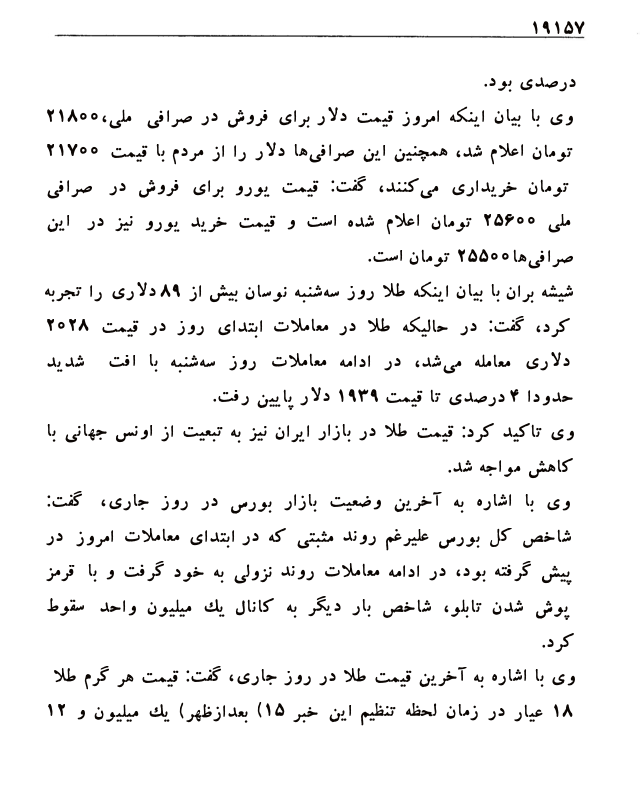 ۱۹۱۵۷
درصدی بود.
وی با بیان اینکه امروز قیمت دلار برای فروش در صرافی ملی،۲۱۸۰۰
تومان اعلام شد، همچنین این صرافی‌ها دلار را از مردم با قیمت ۲۱۷۰۰
تومان خریداری می‌کنند، گفت: قیمت یورو برای فروش در صرافی
ملی ۲۵۶۰۰ تومان اعلام شده است و قیمت خرید یورو نیز در این
صرافی‌ها۲۵۵۰۰ تومان است.
شیشه بران با بیان اینکه طلا روز سه‌شنبه نوسان بیش از ۸۹ دلاری را تجربه
کرد، گفت: در حالیکه طلا در معاملات ابتدای روز در قیمت ۲۰۲۸
دلاری معامله می‌شد، در ادامه معاملات روز سه‌شنبه با افت شدید
حدودا ۴ درصدی تا قیمت ۱۹۳۹ دلار پایین رفت.
وی تاکید کرد: قیمت طلا در بازار ایران نیز به تبعیت از اونس جهانی با
کاهش مواجه شد.
وی با اشاره به آخرین وضعیت بازار بورس در روز جاری، گفت:
شاخص کل بورس علیرغم روند مثبتی که در ابتدای معاملات امروز در
پیش گرفته بود، در ادامه معاملات روند نزولی به خود گرفت و با قرمز
پوش شدن تابلو، شاخص بار دیگر به کانال یك میلیون واحد سقوط
کرد.
وی با اشاره به آخرین قیمت طلا در روز جاری، گفت: قیمت هر گرم طلا
۱۸ عیار در زمان لحظه تنظیم این خبر ۱۵) بعدازظهر) یك میلیون و ۱۲